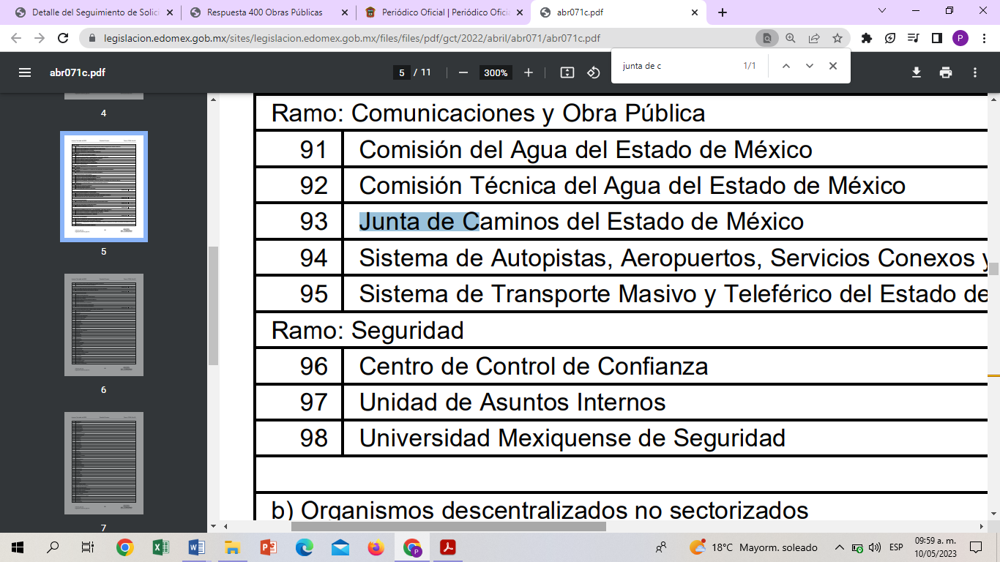 Detalle del Seguimiento de Solici
Respuesta 400 Obras Públicas
Periódico Oficial | Periódico Oficia
abr071c.pdf
legislacion.edomex.gob.mx/sites/legislacion.edomex.gob.mx/files/files/pdf/gct/2022/abril/abr071/abr071c.pdf
P
abr071c.pdf
5 / 11
300%
junta de c
1/1
4
5
6
7
Ramo: Comunicaciones y Obra Pública
91 Comisión del Agua del Estado de México
92 Comisión Técnica del Agua del Estado de México
93 Junta de Caminos del Estado de México
94 Sistema de Autopistas, Aeropuertos, Servicios Conexos y
95 Sistema de Transporte Masivo y Teleférico del Estado de
Ramo: Seguridad
96 Centro de Control de Confianza
97 Unidad de Asuntos Internos
98 Universidad Mexiquense de Seguridad
b) Organismos descentralizados no sectorizados
18°C Mayorm. soleado
ESP
09:59 a. m.
10/05/2023